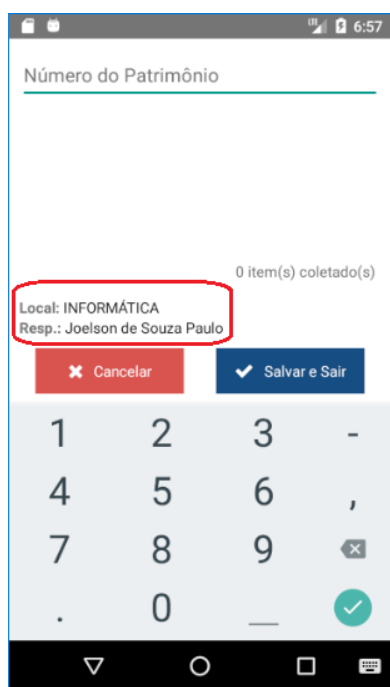 6:57
Número do Patrimônio
0 item(s) coletado(s)
Local: INFORMÁTICA
Resp.: Joelson de Souza Paulo
Cancelar
Salvar e Sair
1 2 3 -
4 5 6 ,
7 8 9
. 0 _